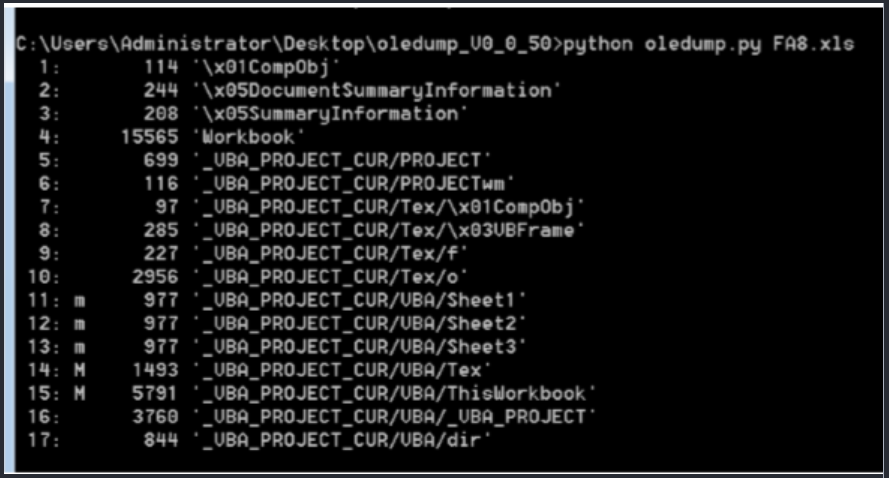 C:\Users\Administrator\Desktop\oledump_V0_0_50>python oledump.py FA8.xls
1: 114 '\x01CompObj'
2: 244 '\x05DocumentSummaryInformation'
3: 208 '\x05SummaryInformation'
4: 15565 'Workbook'
5: 699 '_VBA_PROJECT_CUR/PROJECT'
6: 116 '_VBA_PROJECT_CUR/PROJECTwm'
7: 97 '_VBA_PROJECT_CUR/Tex/\x01CompObj'
8: 285 '_VBA_PROJECT_CUR/Tex/\x03VBFrame'
9: 227 '_VBA_PROJECT_CUR/Tex/f'
10: 2956 '_VBA_PROJECT_CUR/Tex/o'
11: m 977 '_VBA_PROJECT_CUR/VBA/Sheet1'
12: m 977 '_VBA_PROJECT_CUR/VBA/Sheet2'
13: m 977 '_VBA_PROJECT_CUR/VBA/Sheet3'
14: M 1493 '_VBA_PROJECT_CUR/VBA/Tex'
15: M 5791 '_VBA_PROJECT_CUR/VBA/ThisWorkbook'
16: 3760 '_VBA_PROJECT_CUR/VBA/_VBA_PROJECT'
17: 844 '_VBA_PROJECT_CUR/VBA/dir'